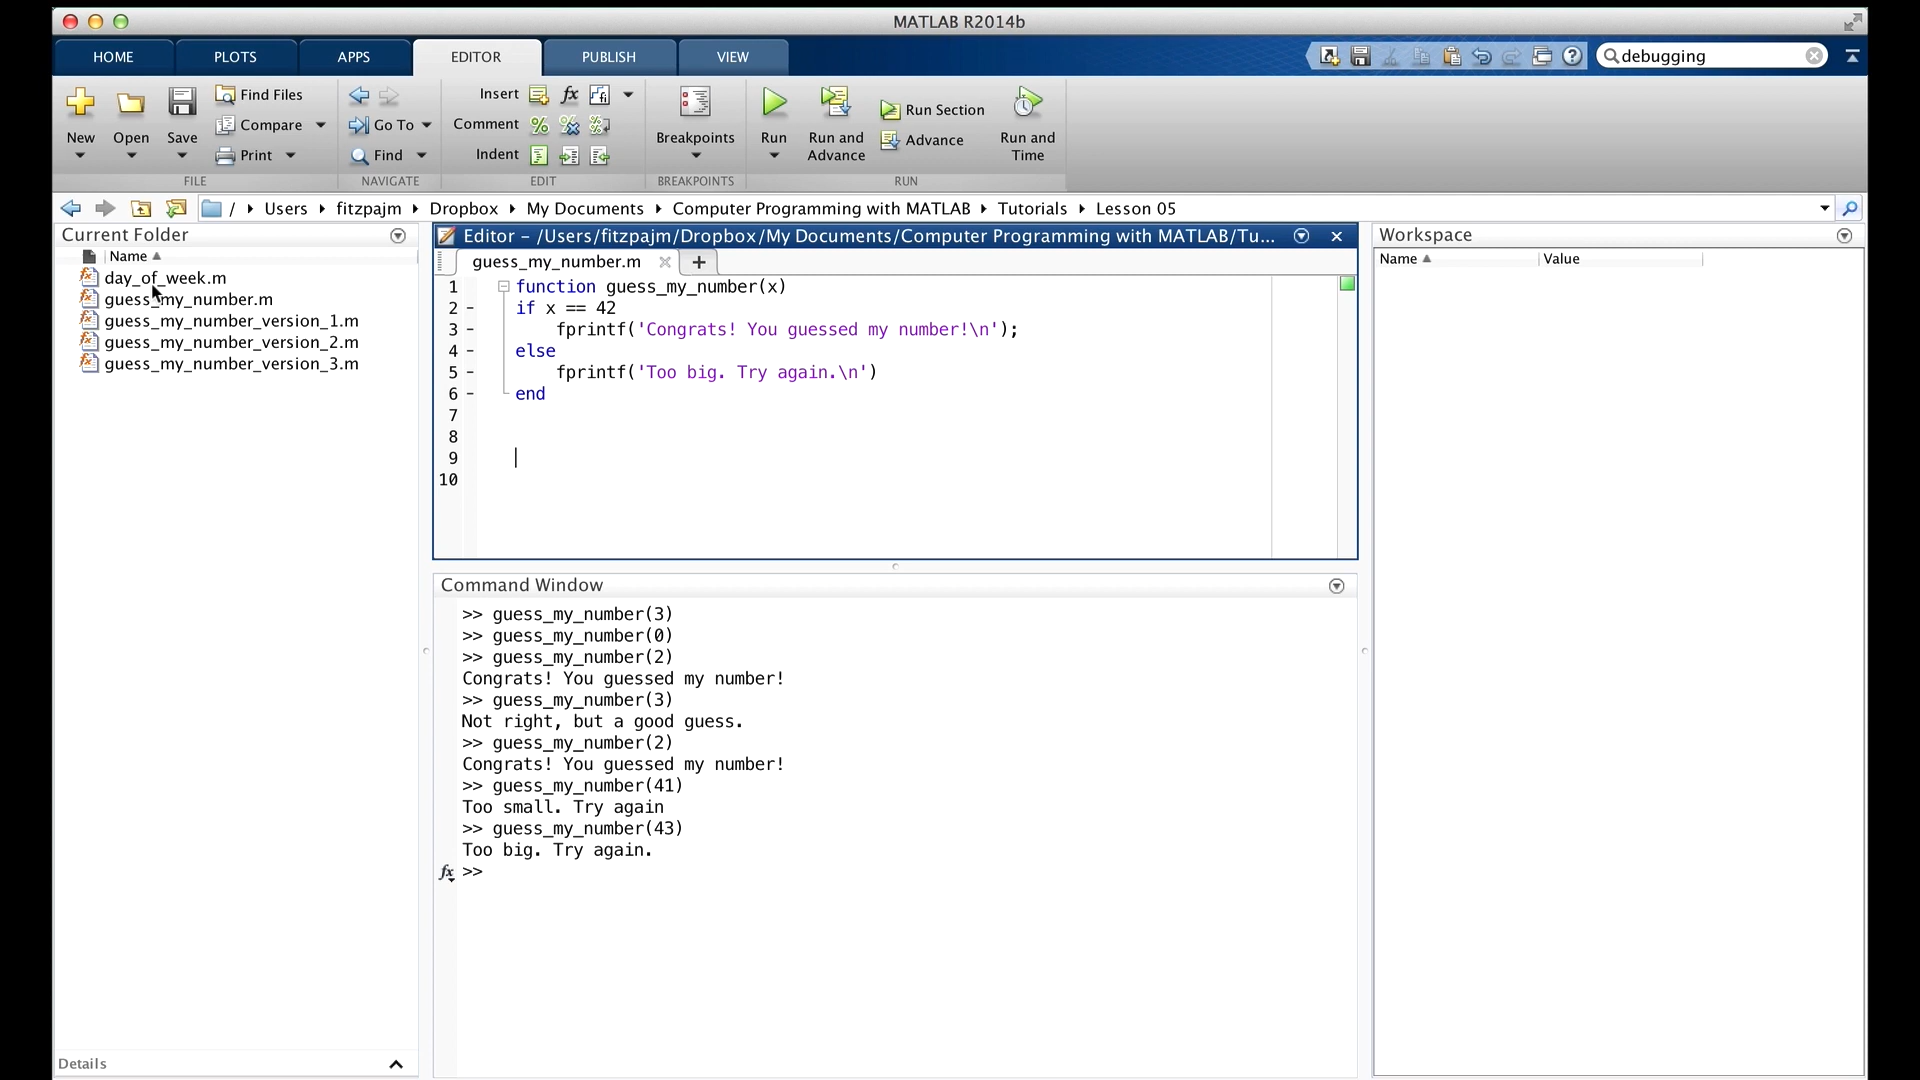 MATLAB R2014b
HOME PLOTS APPS EDITOR PUBLISH VIEW debugging
Find Files Insert fx
New Open Save Compare Go To Comment Breakpoints Run Run and Advance Run Section Advance Run and Time
Print Find Indent
FILE NAVIGATE EDIT BREAKPOINTS RUN
/ Users fitzpajm Dropbox My Documents Computer Programming with MATLAB Tutorials Lesson 05
Current Folder
Name
day_of_week.m
guess_my_number.m
guess_my_number_version_1.m
guess_my_number_version_2.m
guess_my_number_version_3.m
Details
Editor – /Users/fitzpajm/Dropbox/My Documents/Computer Programming with MATLAB/Tu...
guess_my_number.m +
1 function guess_my_number(x)
2 - if x == 42
3 - fprintf('Congrats! You guessed my number!\n');
4 - else
5 - fprintf('Too big. Try again.\n')
6 - end
7
8
9
10
Command Window
>> guess_my_number(3)
>> guess_my_number(0)
>> guess_my_number(2)
Congrats! You guessed my number!
>> guess_my_number(3)
Not right, but a good guess.
>> guess_my_number(2)
Congrats! You guessed my number!
>> guess_my_number(41)
Too small. Try again
>> guess_my_number(43)
Too big. Try again.
fx >>
Workspace
Name Value